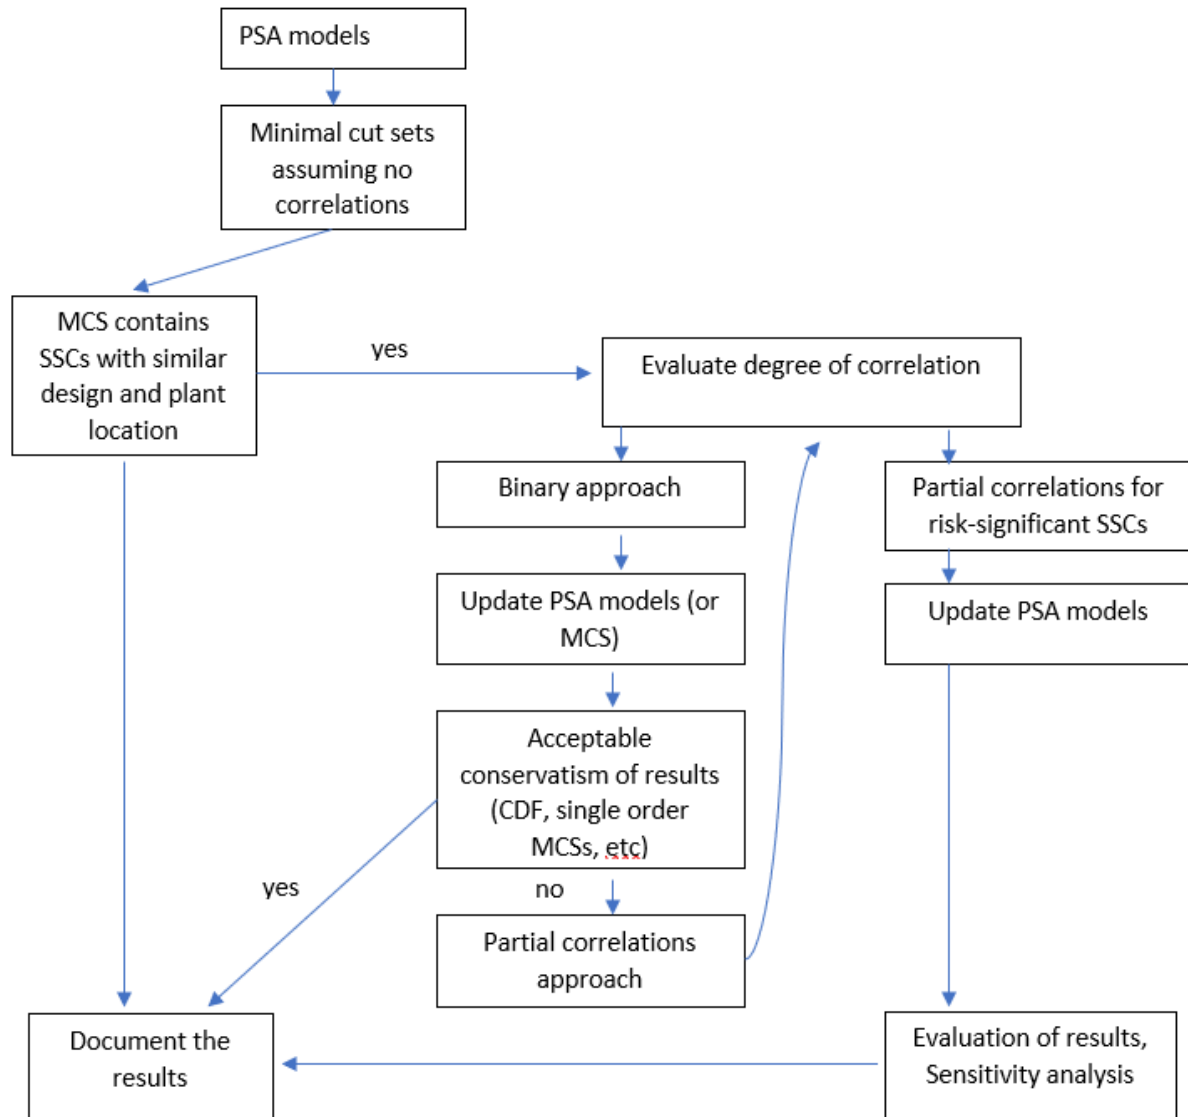 PSA models
Minimal cut sets
assuming no
correlations
MCS contains
SSCs with similar
design and plant
location
yes
Evaluate degree of correlation
Binary approach
Partial correlations for
risk-significant SSCs
Update PSA models (or
MCS)
Update PSA models
Acceptable
conservatism of results
(CDF, single order
MCSs, etc)
yes
no
Partial correlations
approach
Document the
results
Evaluation of results,
Sensitivity analysis